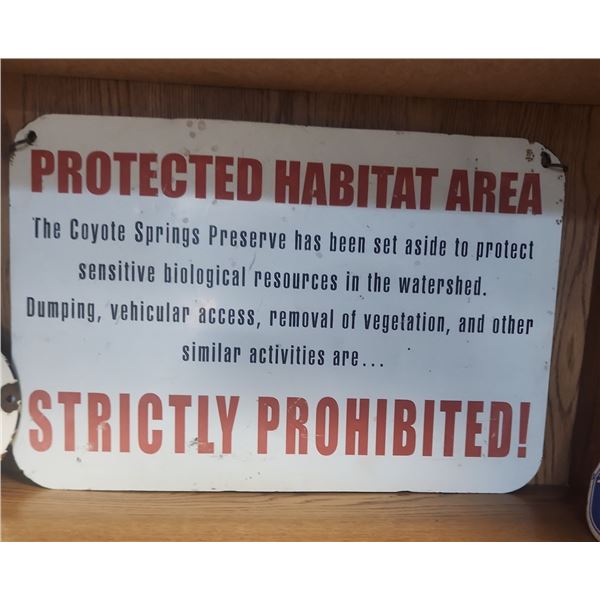 PROTECTED HABITAT AREA
The Coyote Springs Preserve has been set aside to protect
sensitive biological resources in the watershed.
Dumping, vehicular access, removal of vegetation, and other
similar activities are...
STRICTLY PROHIBITED!